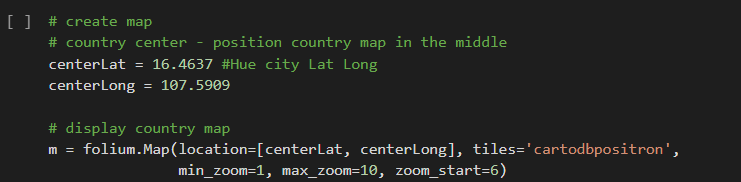 [ ] # create map
# country center - position country map in the middle
centerLat = 16.4637 #Hue city Lat Long
centerLong = 107.5909
# display country map
m = folium.Map(location=[centerLat, centerLong], tiles='cartodbpositron',
min_zoom=1, max_zoom=10, zoom_start=6)